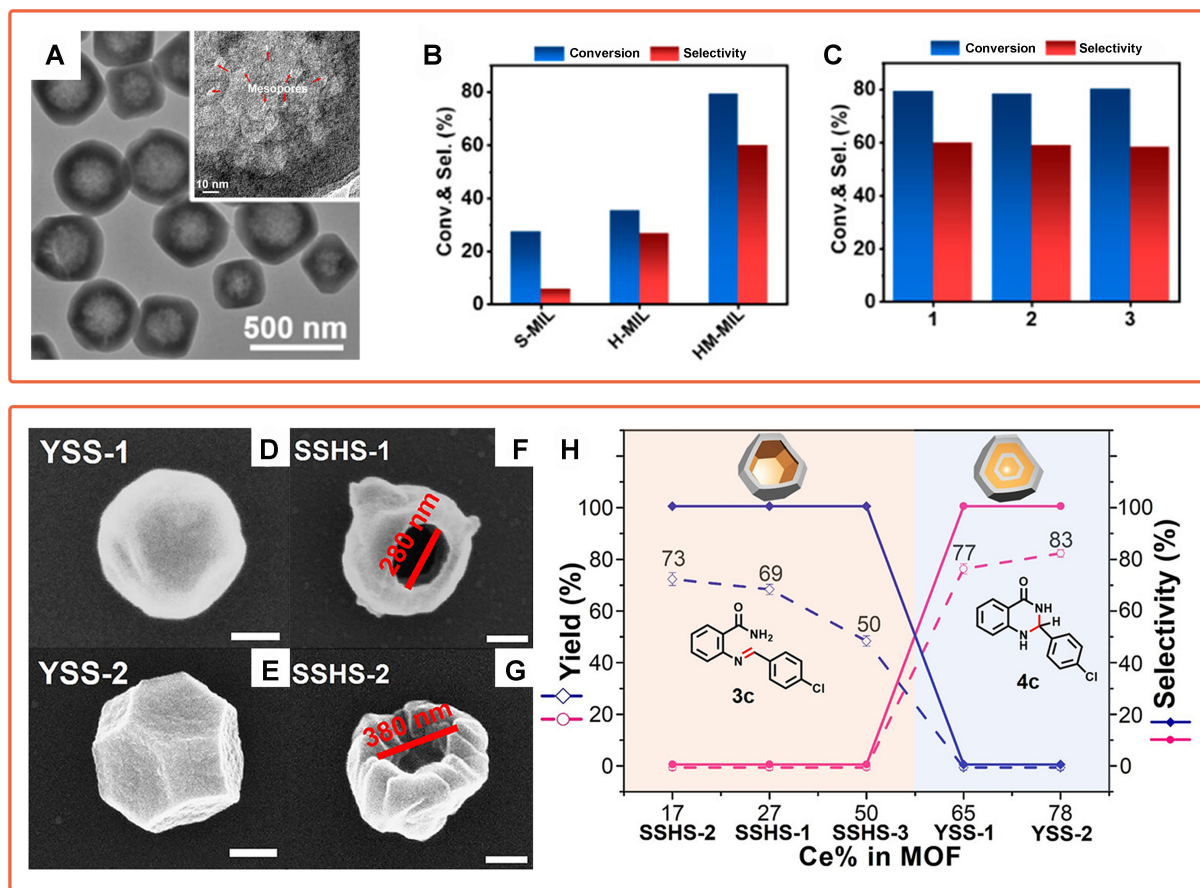 A
Mesopores
10 nm
500 nm
B
Conversion
Selectivity
Conv.& Sel. (%)
80
60
40
20
0
S-MIL
H-MIL
HM-MIL
C
Conversion
Selectivity
Conv.& Sel. (%)
80
60
40
20
0
1
2
3
YSS-1
D
SSHS-1
F
280 nm
YSS-2
E
SSHS-2
G
380 nm
H
Yield (%)
100
80
60
40
20
0
73
69
50
77
83
O
NH2
N
Cl
3c
O
NH
H
N
H
Cl
4c
100
80
60
40
20
0
Selectivity (%)
17
27
50
65
78
SSHS-2
SSHS-1
SSHS-3
YSS-1
YSS-2
Ce% in MOF